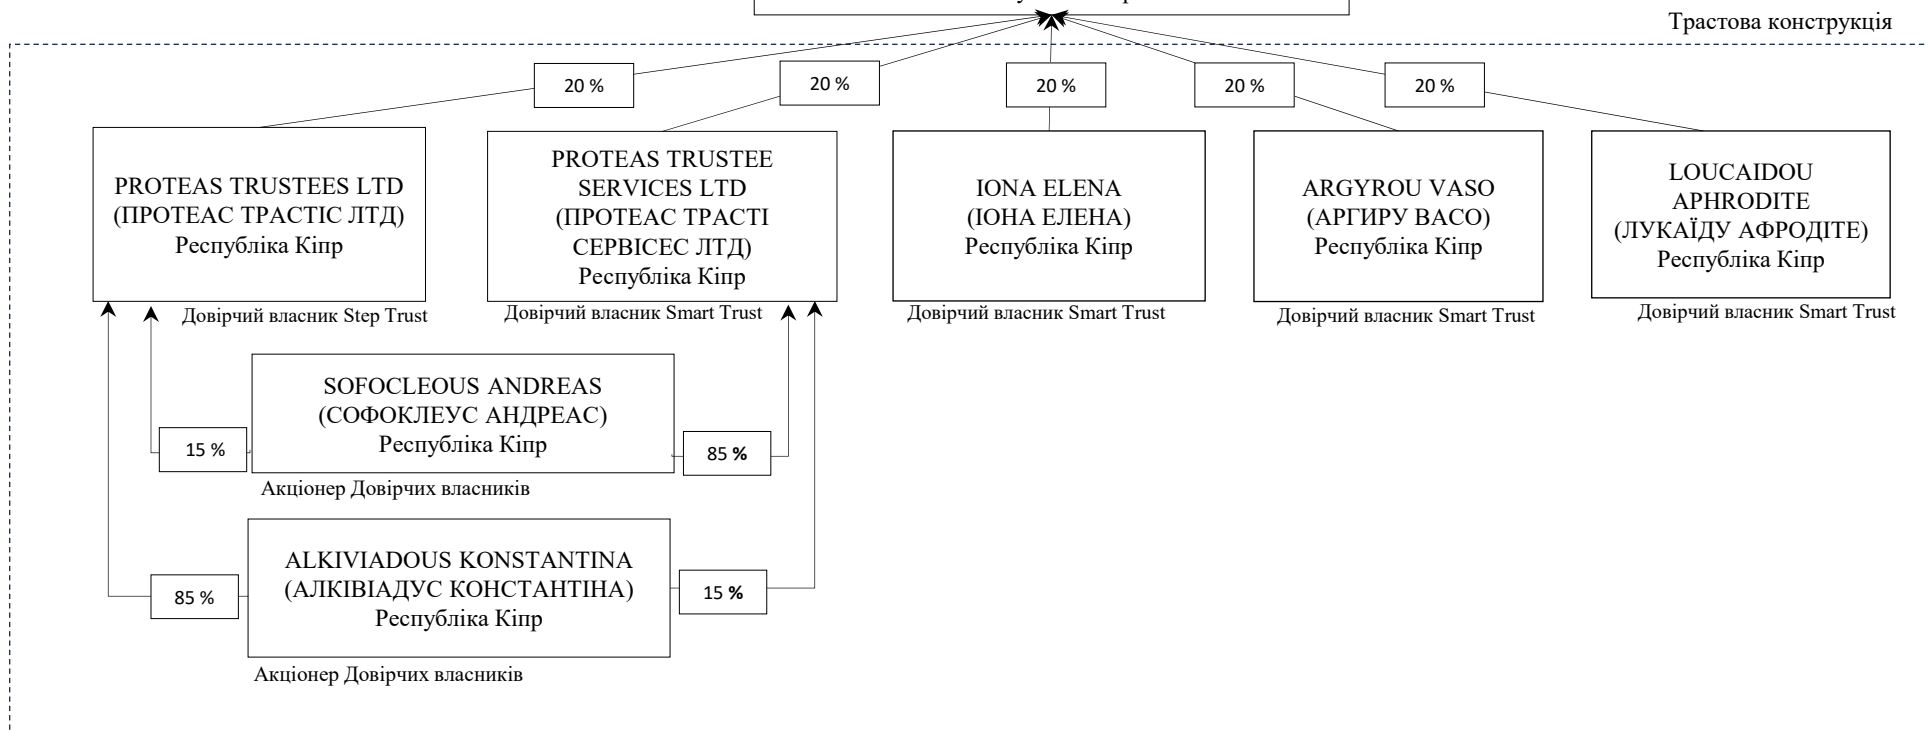 Трастова конструкція
20 %
20 %
20 %
20 %
20 %
PROTEAS TRUSTEES LTD
(ПРОТЕАС ТРАСТІС ЛТД)
Республіка Кіпр
PROTEAS TRUSTEE
SERVICES LTD
(ПРОТЕАС ТРАСТІ
СЕРВІСЕС ЛТД)
Республіка Кіпр
IONA ELENA
(ІОНА ЕЛЕНА)
Республіка Кіпр
ARGYROU VASO
(АРГИРУ ВАСО)
Республіка Кіпр
LOUCAIDOU
APHRODITE
(ЛУКАЇДУ АФРОДІТЕ)
Республіка Кіпр
Довірчий власник Step Trust
Довірчий власник Smart Trust
Довірчий власник Smart Trust
Довірчий власник Smart Trust
Довірчий власник Smart Trust
SOFOCLEOUS ANDREAS
(СОФОКЛЕУС АНДРЕАС)
Республіка Кіпр
15 %
85 %
Акціонер Довірчих власників
ALKIVIADOUS KONSTANTINA
(АЛКІВІАДУС КОНСТАНТІНА)
Республіка Кіпр
85 %
15 %
Акціонер Довірчих власників